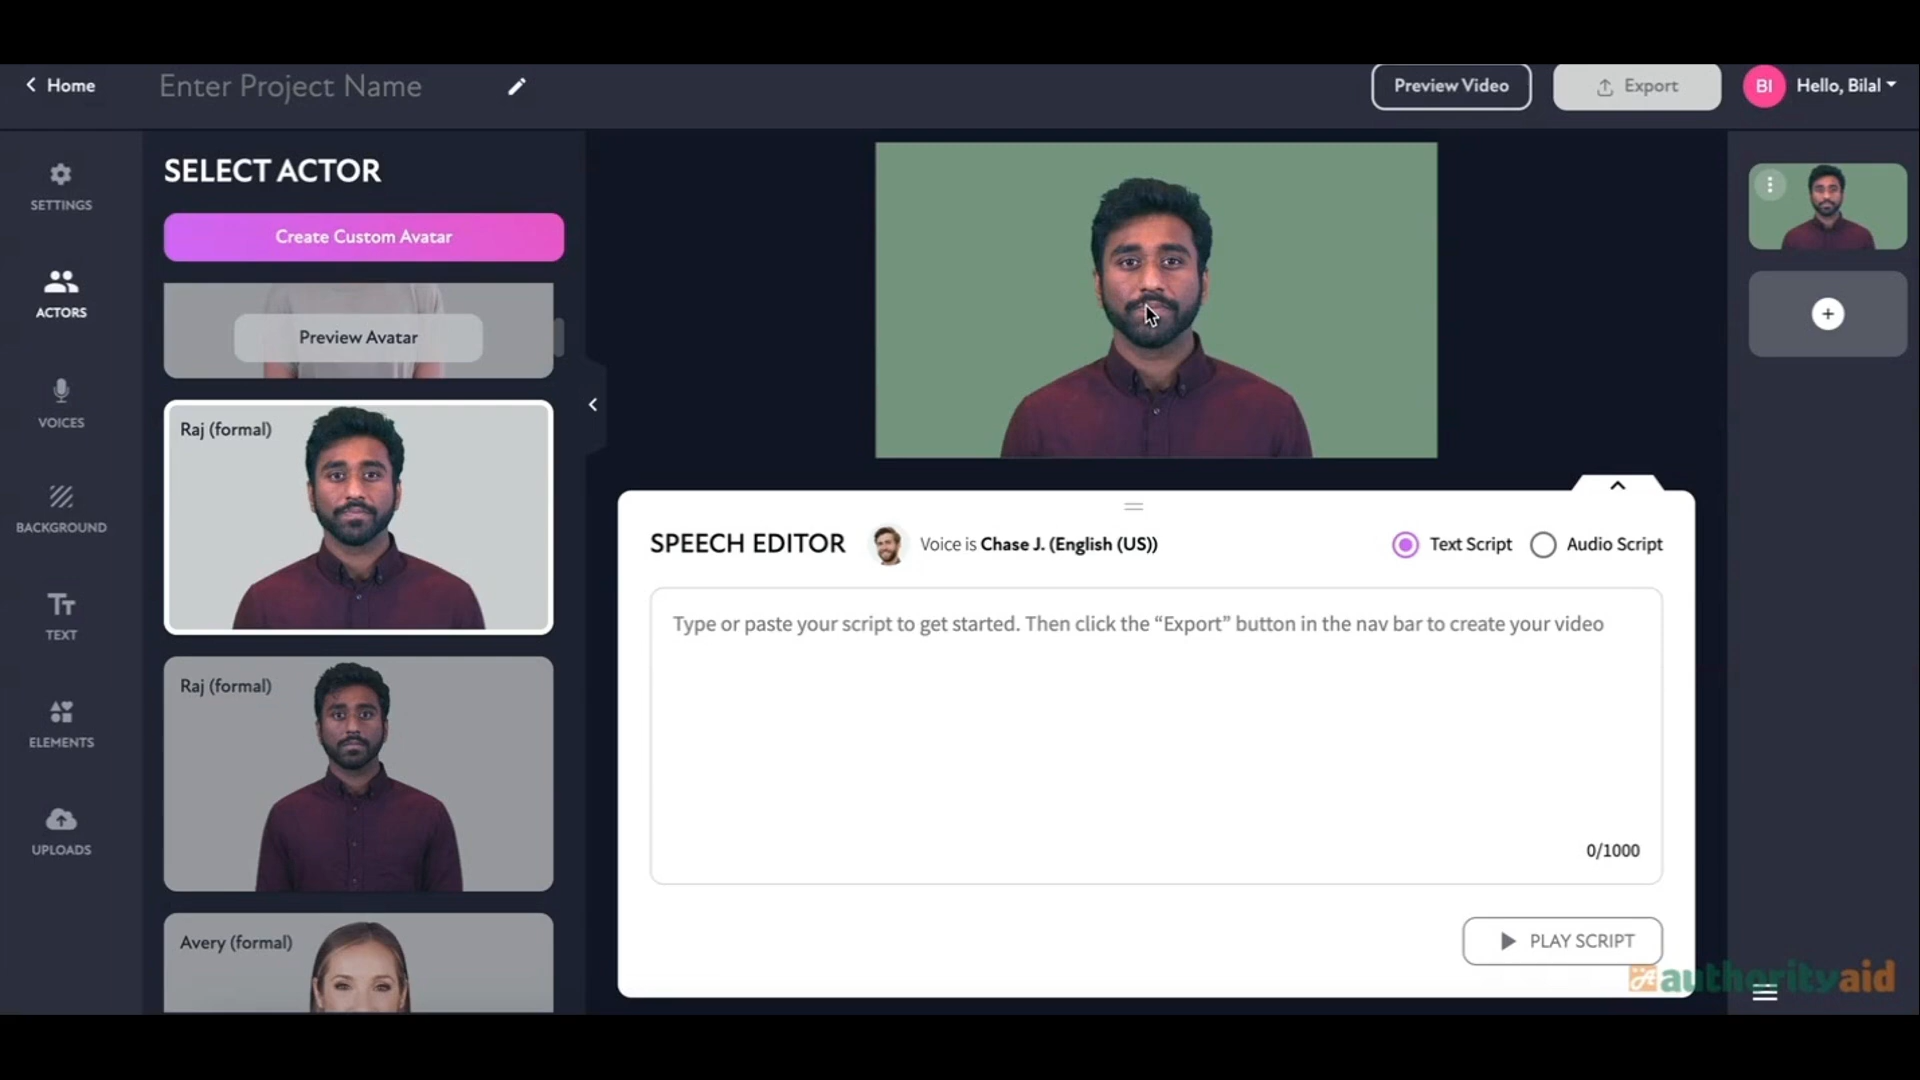 Home
Enter Project Name
Preview Video
Export
BI
Hello, Bilal
SETTINGS
ACTORS
VOICES
BACKGROUND
TEXT
ELEMENTS
UPLOADS
SELECT ACTOR
Create Custom Avatar
Preview Avatar
Raj (formal)
Raj (formal)
Avery (formal)
SPEECH EDITOR
Voice is Chase J. (English (US))
Text Script
Audio Script
Type or paste your script to get started. Then click the “Export” button in the nav bar to create your video
0/1000
PLAY SCRIPT
authorityaid